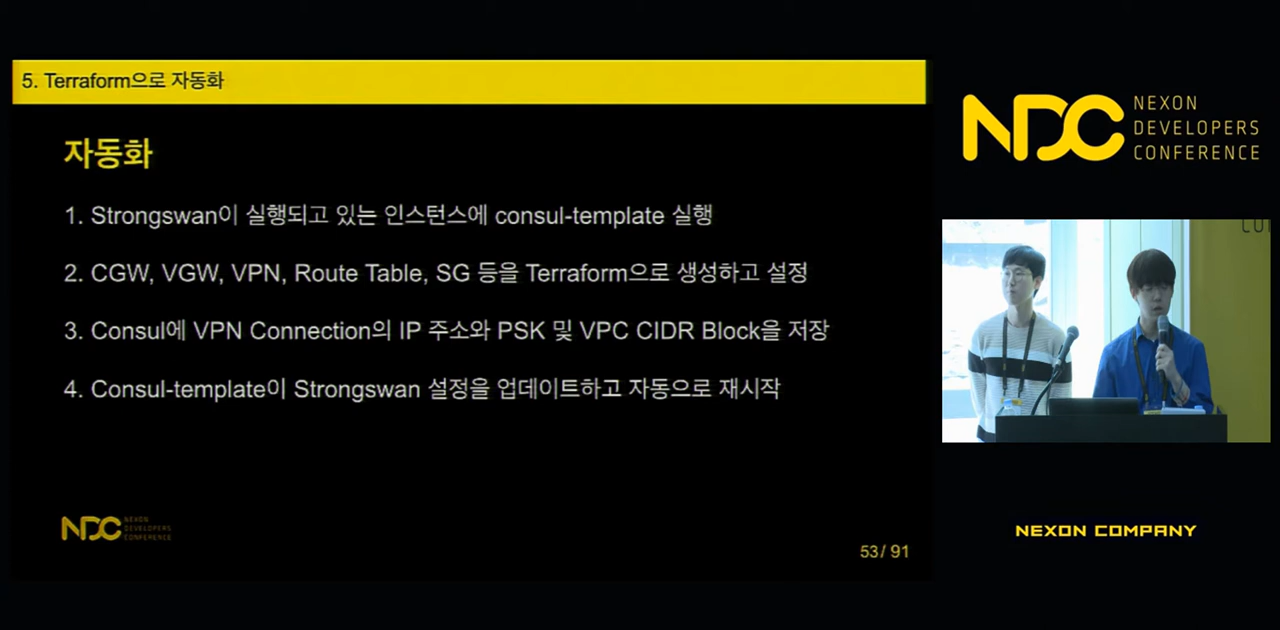 5. Terraform으로 자동화
자동화
1. Strongswan이 실행되고 있는 인스턴스에 consul-template 실행
2. CGW, VGW, VPN, Route Table, SG 등을 Terraform으로 생성하고 설정
3. Consul에 VPN Connection의 IP 주소와 PSK 및 VPC CIDR Block을 저장
4. Consul-template이 Strongswan 설정을 업데이트하고 자동으로 재시작
NDC
NEXON
DEVELOPERS
CONFERENCE
53/ 91
NDC
NEXON
DEVELOPERS
CONFERENCE
NEXON COMPANY